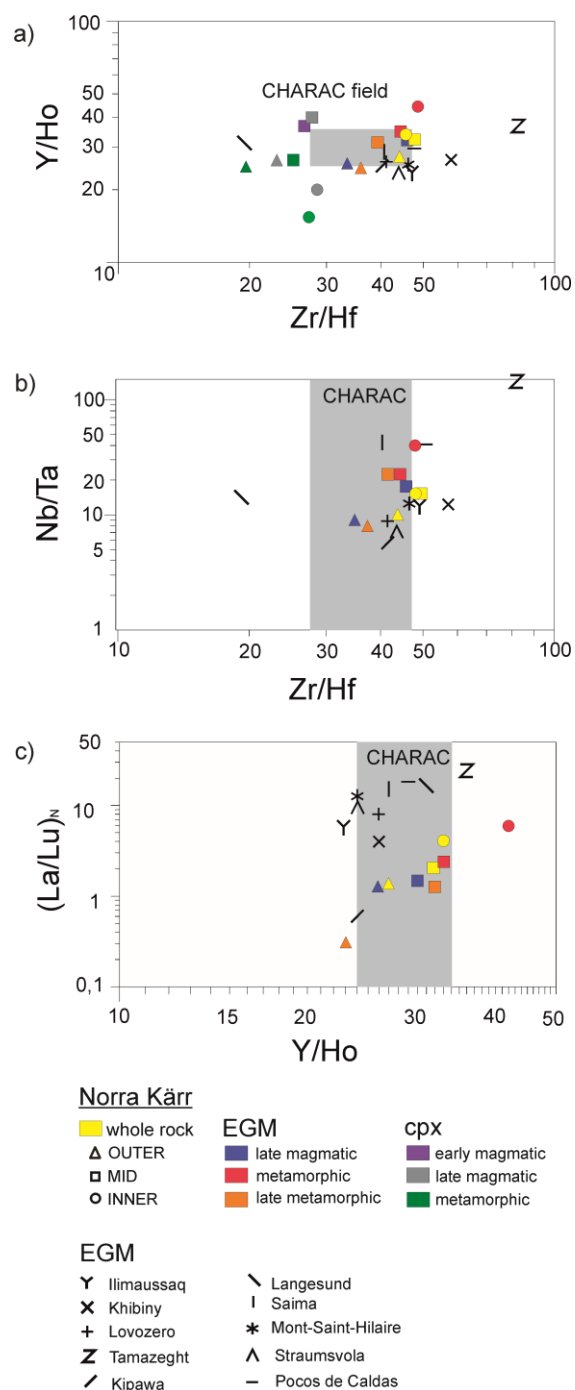 a)
100
50
40
30
20
10
CHARAC field
Y/Ho
20 30 40 50 100
Zr/Hf
b)
100
50
20
10
5
1
CHARAC
Nb/Ta
10 20 30 40 50 100
Zr/Hf
c)
50
10
1
0,1
CHARAC
(La/Lu)N
10 15 20 30 40 50
Y/Ho
Norra Kärr
whole rock
OUTER
MID
INNER
EGM
late magmatic
metamorphic
late metamorphic
cpx
early magmatic
late magmatic
metamorphic
EGM
Ilimaussaq
Khibiny
Lovozero
Tamazeght
Kipawa
Langesund
Saima
Mont-Saint-Hilaire
Straumsvola
Pocos de Caldas